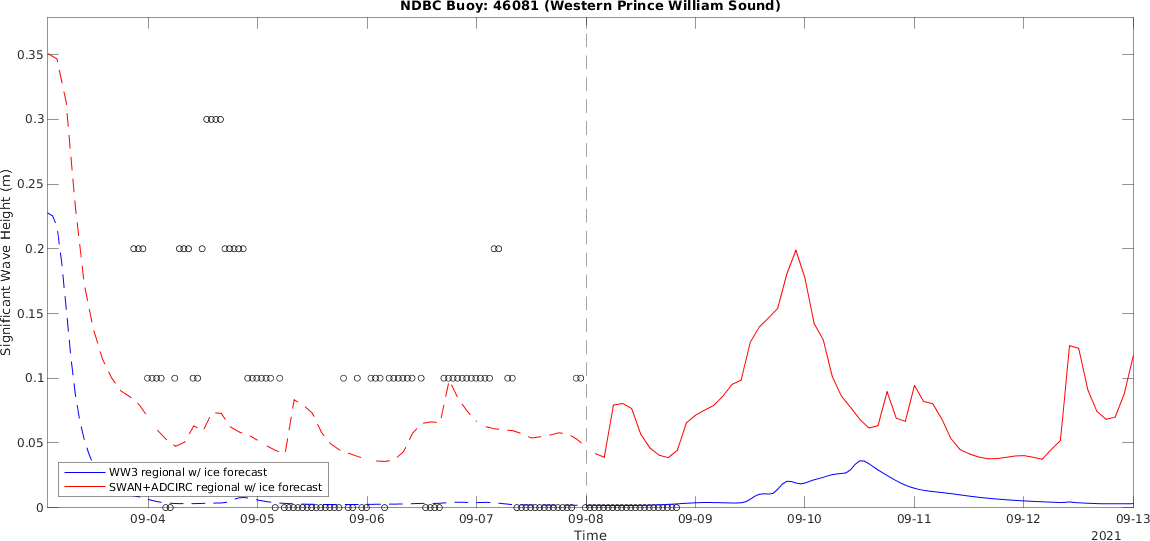 NDBC Buoy: 46081 (Western Prince William Sound)
Significant Wave Height (m)
0.35
0.3
0.25
0.2
0.15
0.1
0.05
0
WW3 regional w/ ice forecast
SWAN+ADCIRC regional w/ ice forecast
09-04 09-05 09-06 09-07 09-08 09-09 09-10 09-11 09-12 09-13
Time
2021